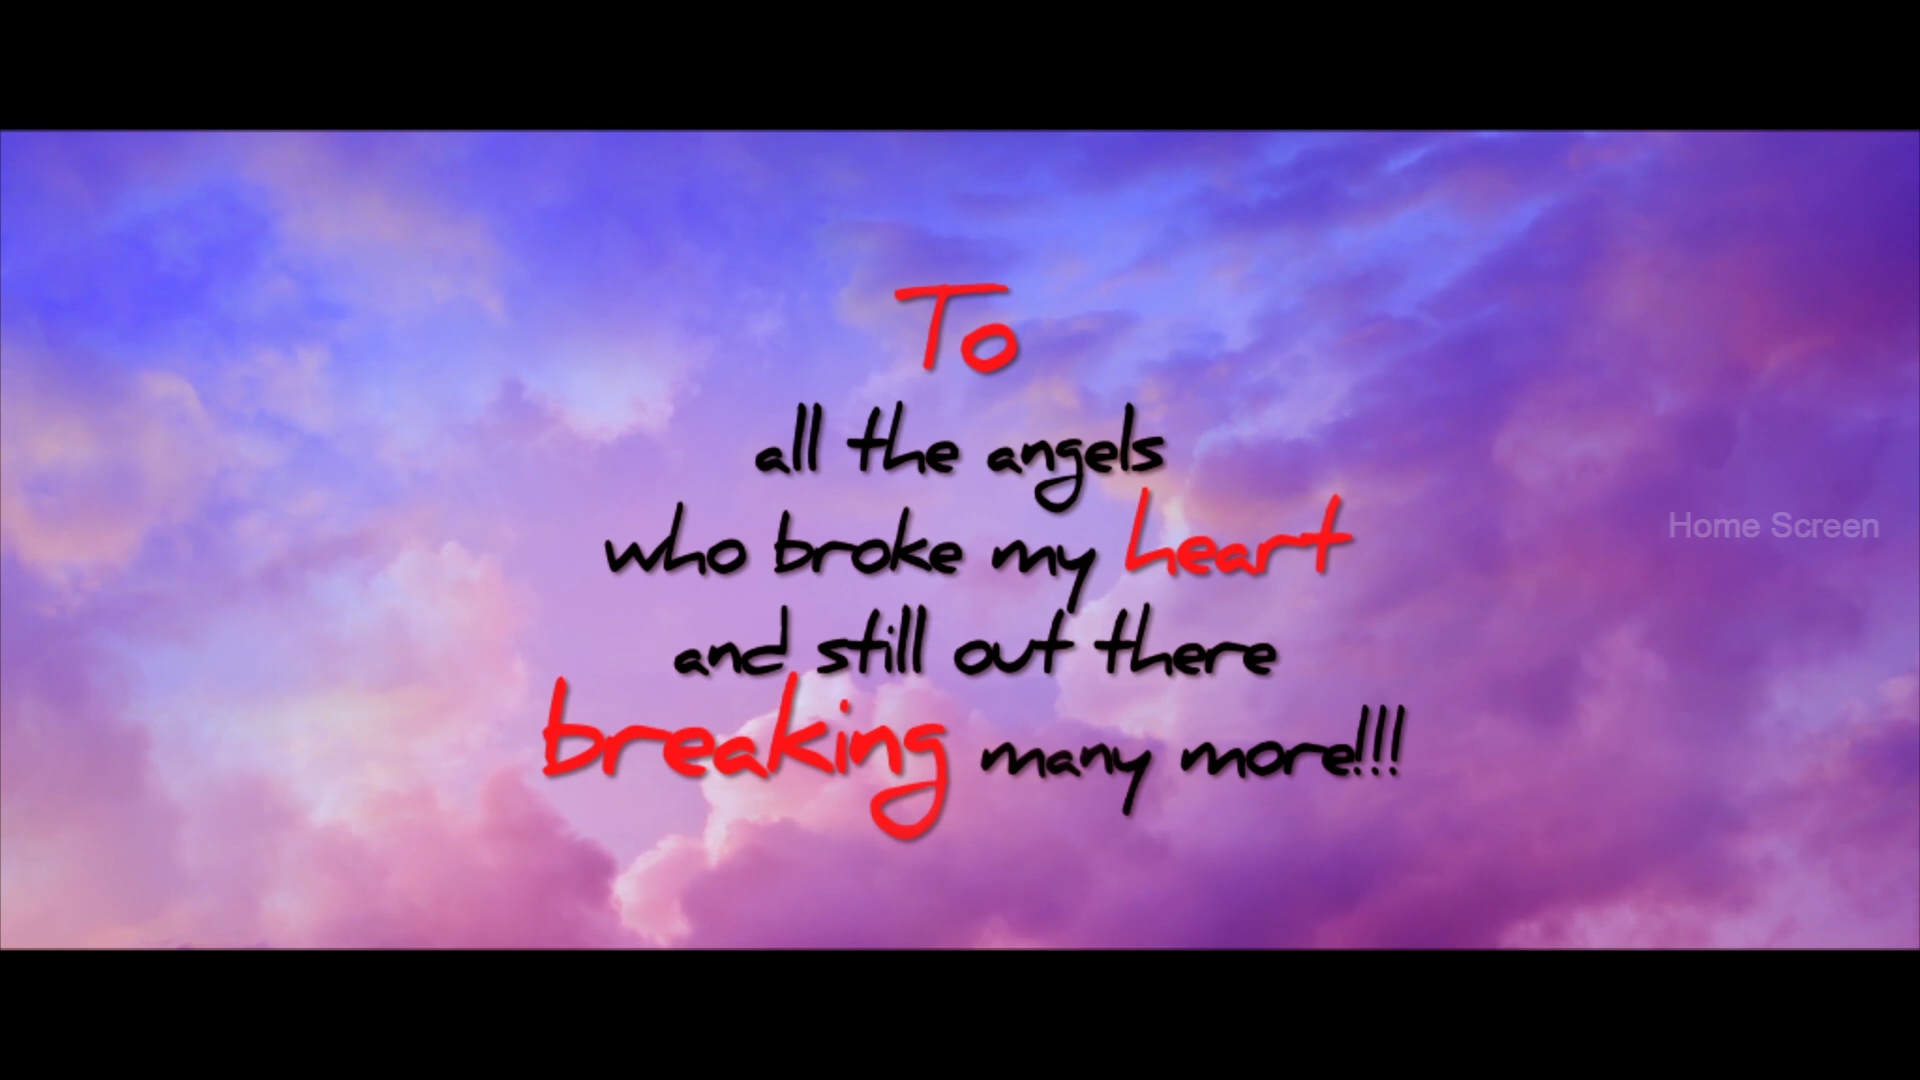 To
all the angels
who broke my heart
and still out there
breaking many more!!!
Home Screen